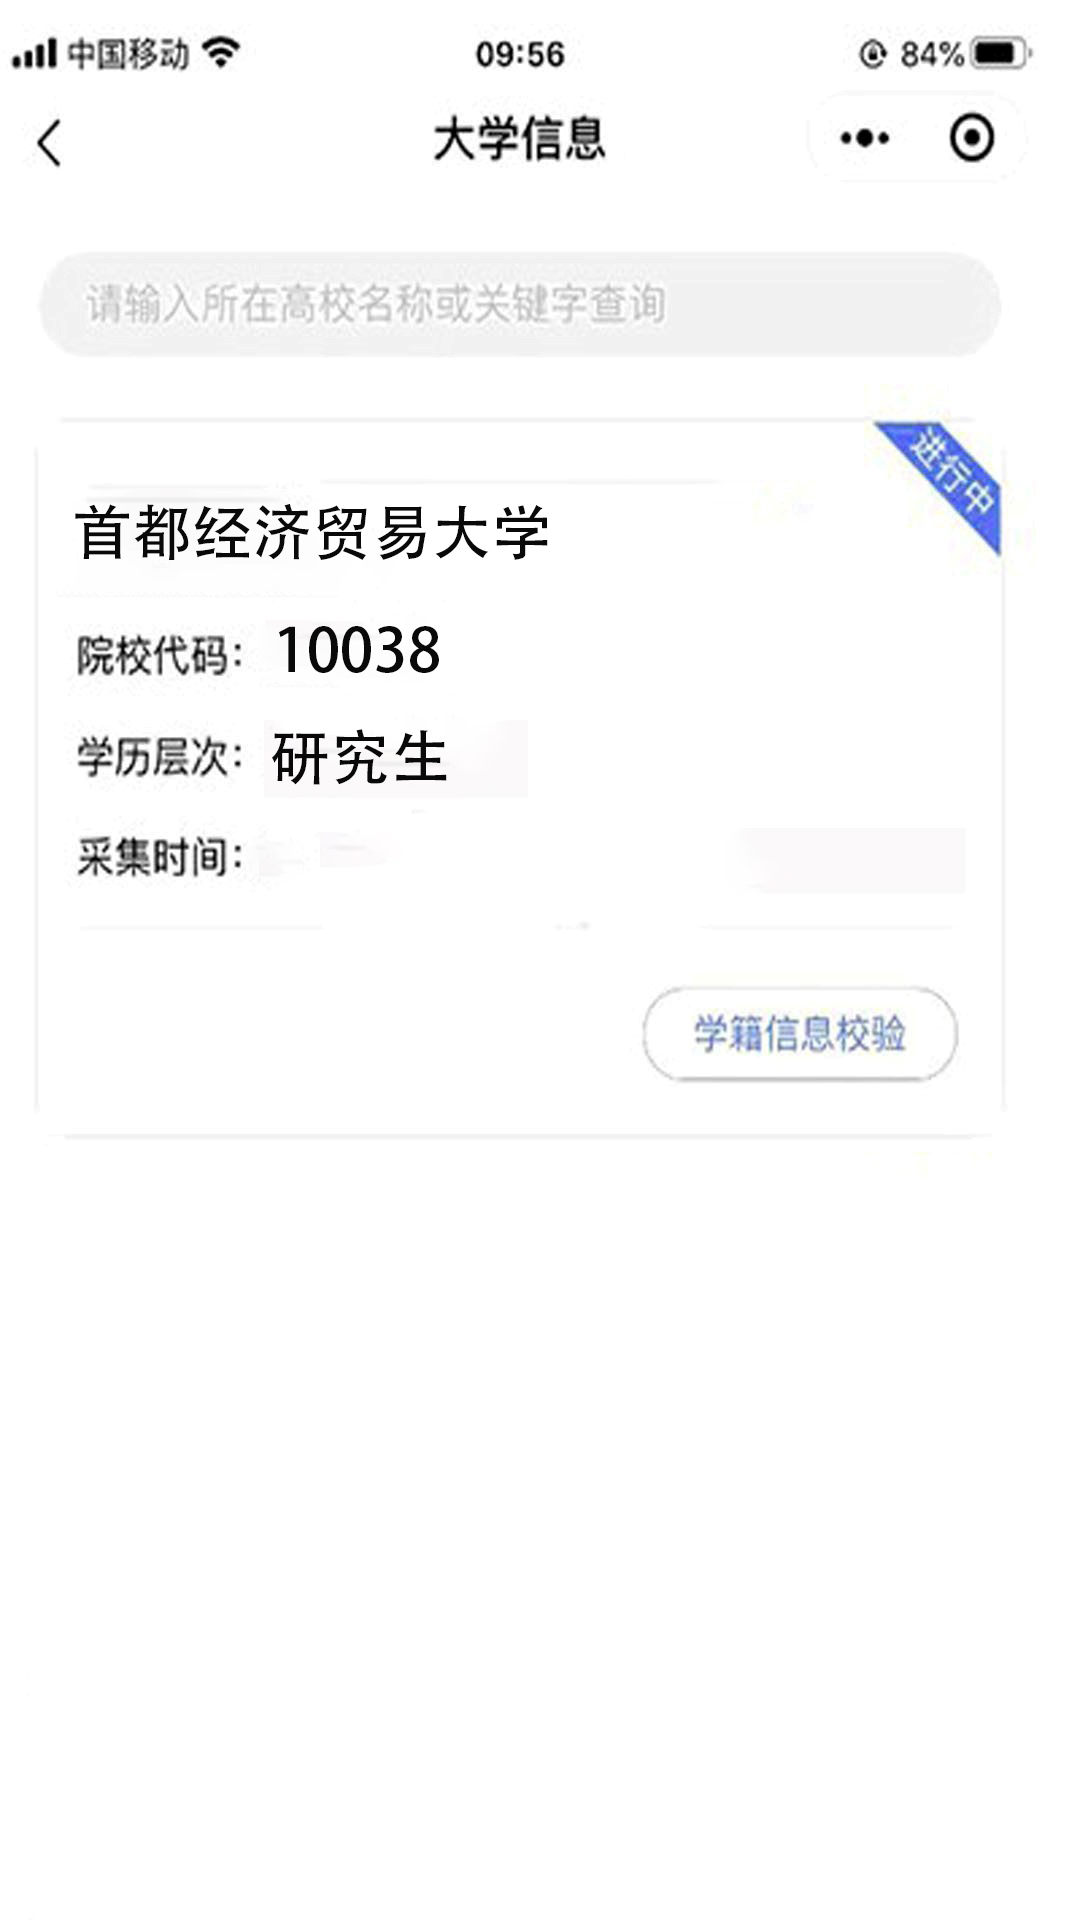 中国移动 09:56 84%
大学信息
请输入所在高校名称或关键字查询
进行中
首都经济贸易大学
院校代码: 10038
学历层次: 研究生
采集时间:
学籍信息校验